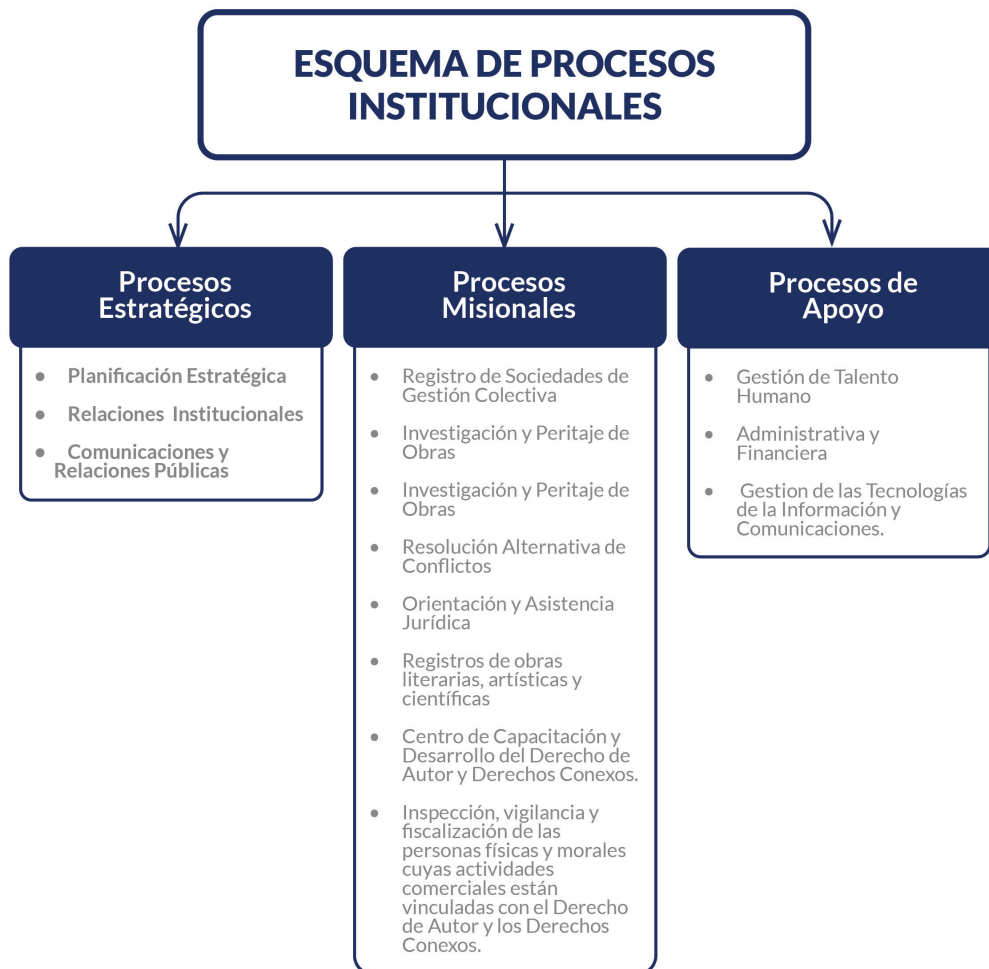 ESQUEMA DE PROCESOS
INSTITUCIONALES
Procesos
Estratégicos
• Planificación Estratégica
• Relaciones Institucionales
• Comunicaciones y
Relaciones Públicas
Procesos
Misionales
• Registro de Sociedades de
Gestión Colectiva
• Investigación y Peritaje de
Obras
• Investigación y Peritaje de
Obras
• Resolución Alternativa de
Conflictos
• Orientación y Asistencia
Jurídica
• Registros de obras
literarias, artísticas y
científicas
• Centro de Capacitación y
Desarrollo del Derecho de
Autor y Derechos Conexos.
• Inspección, vigilancia y
fiscalización de las
personas físicas y morales
cuyas actividades
comerciales están
vinculadas con el Derecho
de Autor y los Derechos
Conexos.
Procesos de
Apoyo
• Gestión de Talento
Humano
• Administrativa y
Financiera
• Gestion de las Tecnologías
de la Información y
Comunicaciones.